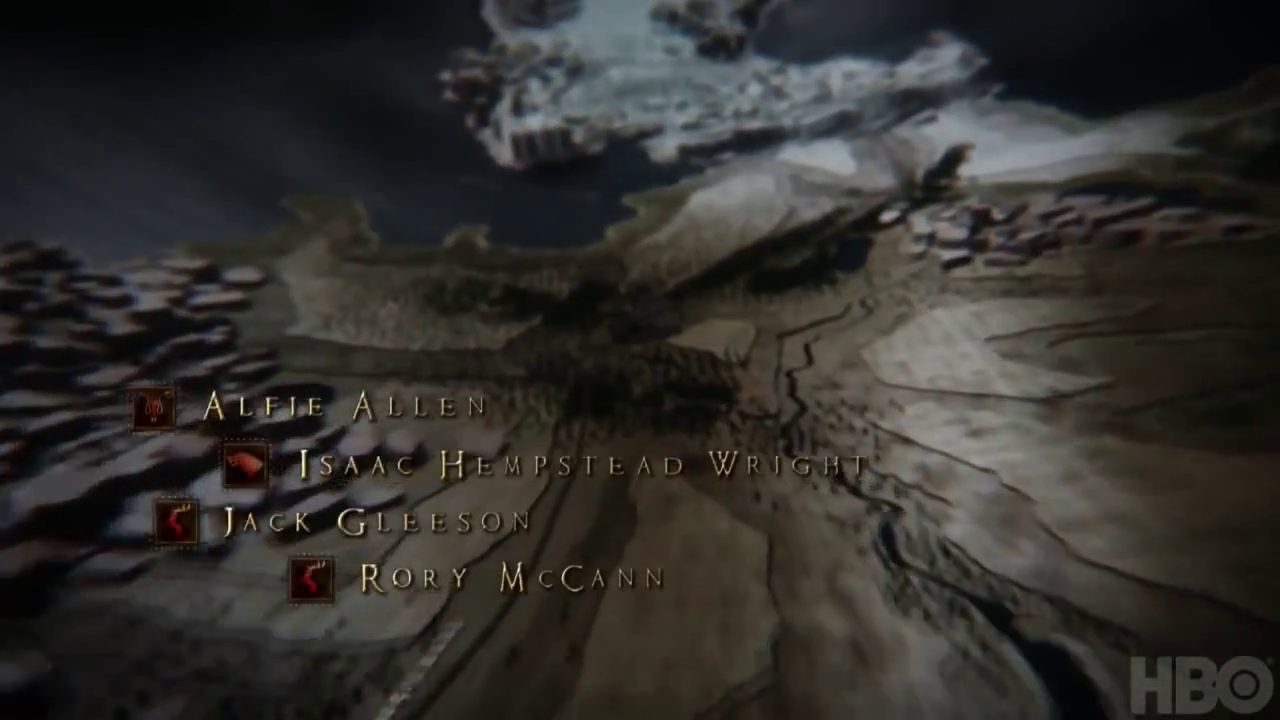 Alfie Allen
Isaac Hempstead Wright
Jack Gleeson
Rory McCann
HBO